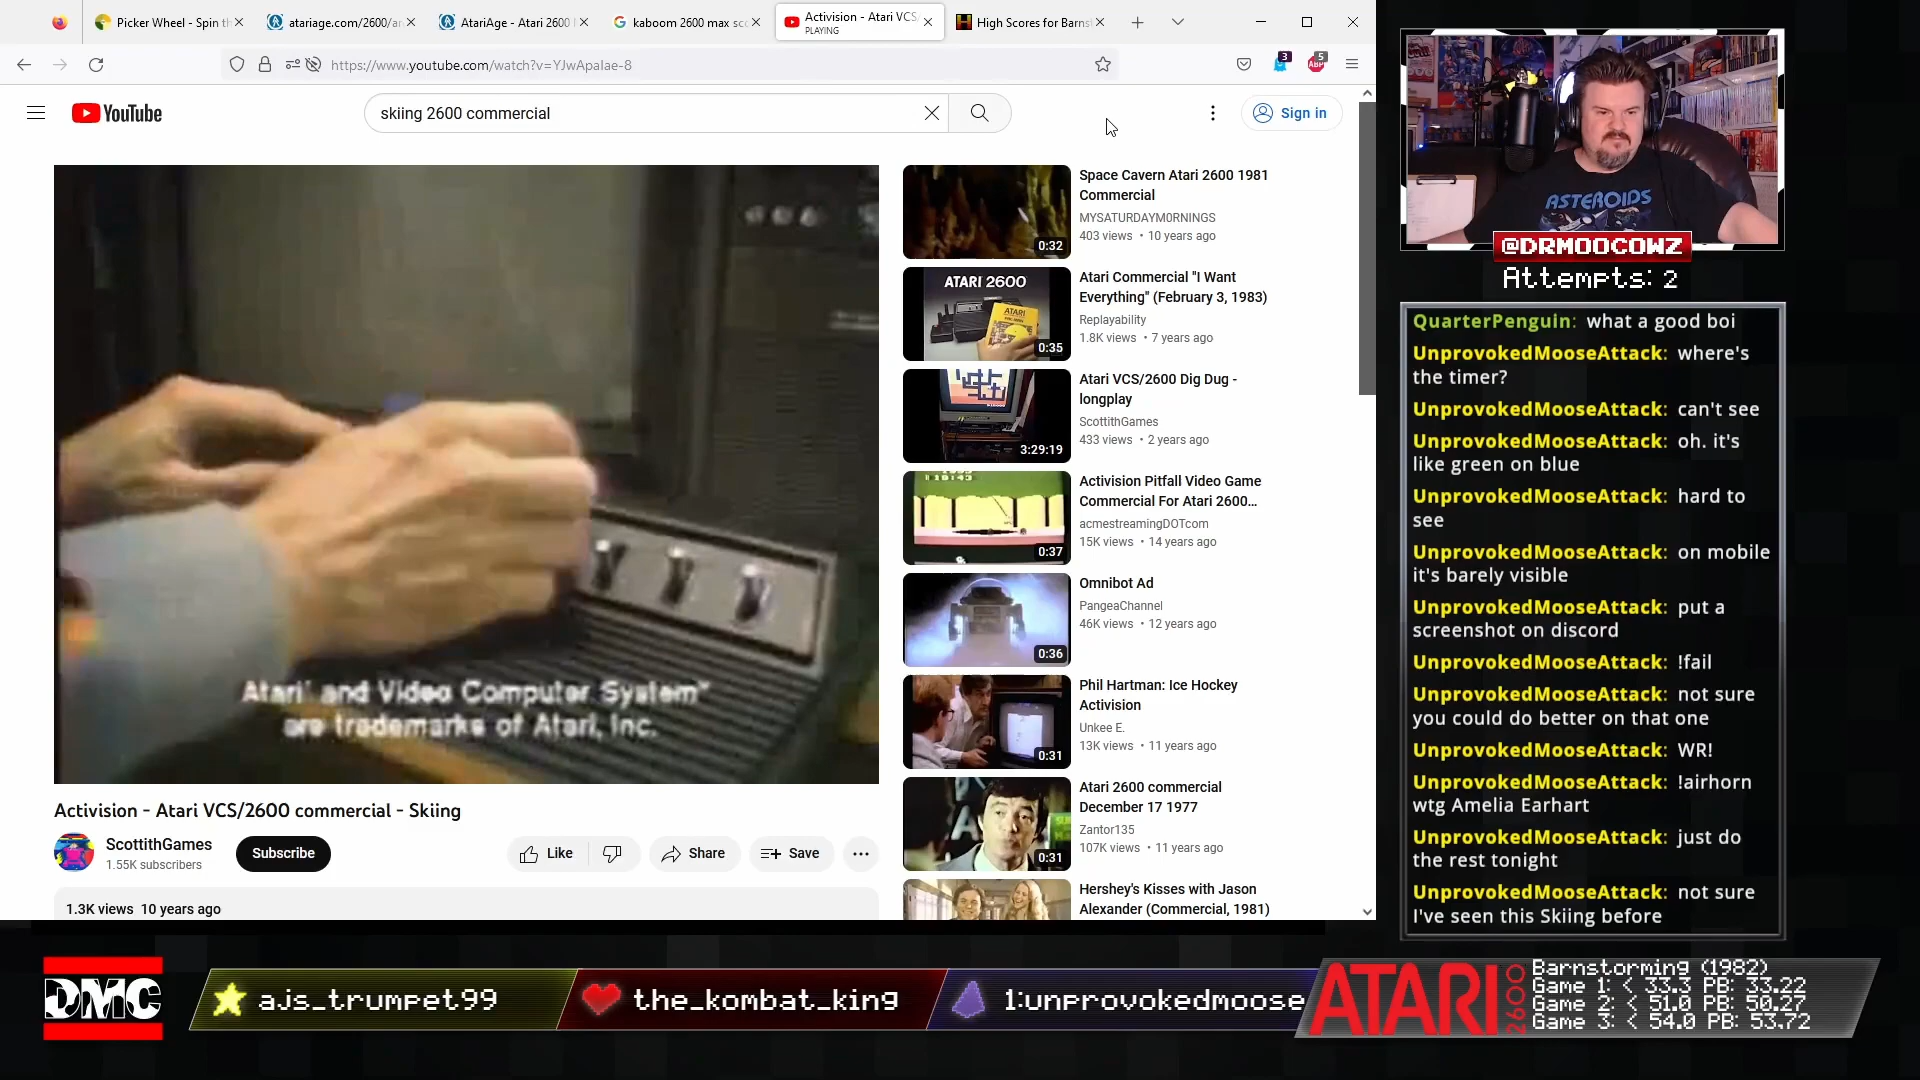 Picker Wheel - Spin th
atariage.com/2600/ar
AtariAge - Atari 2600
kaboom 2600 max sco
Activision - Atari VCS
PLAYING
High Scores for Barnst
https://www.youtube.com/watch?v=YJwApalae-8
3
5
ABP
YouTube
skiing 2600 commercial
Sign in
Atari and Video Computer System™
are trademarks of Atari, Inc.
Activision - Atari VCS/2600 commercial - Skiing
ScottithGames
1.55K subscribers
Subscribe
Like
Share
Save
1.3K views 10 years ago
0:32
Space Cavern Atari 2600 1981
Commercial
MYSATURDAYM0RNINGS
403 views • 10 years ago
ATARI 2600
ATARI
0:35
Atari Commercial "I Want
Everything" (February 3, 1983)
Replayability
1.8K views • 7 years ago
3:29:19
Atari VCS/2600 Dig Dug -
longplay
ScottithGames
433 views • 2 years ago
0:37
Activision Pitfall Video Game
Commercial For Atari 2600...
acmestreamingDOTcom
15K views • 14 years ago
0:36
Omnibot Ad
PangeaChannel
46K views • 12 years ago
0:31
Phil Hartman: Ice Hockey
Activision
Unkee E.
13K views • 11 years ago
0:31
Atari 2600 commercial
December 17 1977
Zantor135
107K views • 11 years ago
Hershey's Kisses with Jason
Alexander (Commercial, 1981)
ASTEROIDS
@DRMOOCOWZ
Attempts: 2
QuarterPenguin: what a good boi
UnprovokedMooseAttack: where's
the timer?
UnprovokedMooseAttack: can't see
UnprovokedMooseAttack: oh. it's
like green on blue
UnprovokedMooseAttack: hard to
see
UnprovokedMooseAttack: on mobile
it's barely visible
UnprovokedMooseAttack: put a
screenshot on discord
UnprovokedMooseAttack: !fail
UnprovokedMooseAttack: not sure
you could do better on that one
UnprovokedMooseAttack: WR!
UnprovokedMooseAttack: !airhorn
wtg Amelia Earhart
UnprovokedMooseAttack: just do
the rest tonight
UnprovokedMooseAttack: not sure
I've seen this Skiing before
DMC
ajs_trumpet99
the_kombat_king
1:unprovokedmoose
ATARI 2600
Barnstorming (1982)
Game 1: < 33.3 PB: 33.22
Game 2: < 51.0 PB: 50.27
Game 3: < 54.0 PB: 53.72